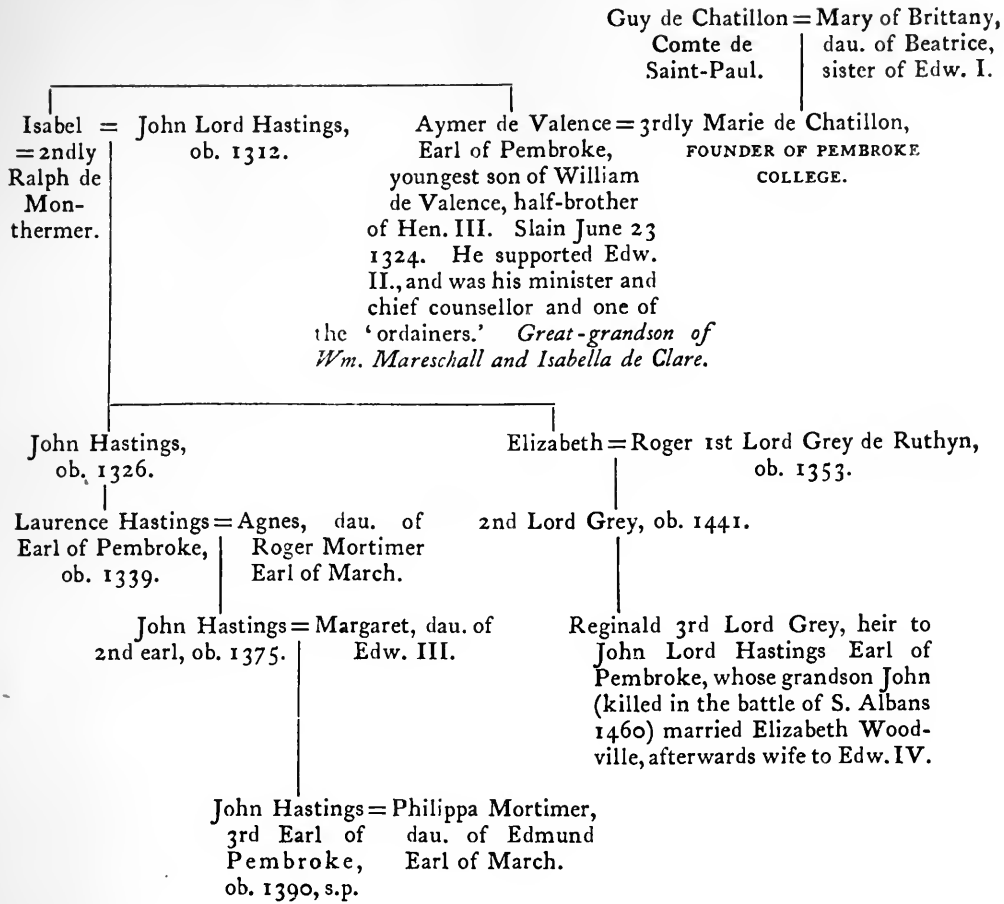 Guy de Chatillon = Mary of Brittany,
Comte de
Saint-Paul.
dau. of Beatrice,
sister of Edw. I.
Isabel =
= 2ndly
Ralph de
Mon-
thermer.
John Lord Hastings,
ob. 1312.
Aymer de Valence = 3rdly Marie de Chatillon,
Earl of Pembroke,
youngest son of William
de Valence, half-brother
of Hen. III. Slain June 23
1324. He supported Edw.
II., and was his minister and
chief counsellor and one of
the ‘ordainers.’ Great-grandson of
Wm. Mareschall and Isabella de Clare.
FOUNDER OF PEMBROKE
COLLEGE.
John Hastings,
ob. 1326.
Elizabeth = Roger 1st Lord Grey de Ruthyn,
ob. 1353.
Laurence Hastings = Agnes, dau. of
Earl of Pembroke,
ob. 1339.
Roger Mortimer
Earl of March.
2nd Lord Grey, ob. 1441.
John Hastings = Margaret, dau. of
2nd earl, ob. 1375.
Edw. III.
Reginald 3rd Lord Grey, heir to
John Lord Hastings Earl of
Pembroke, whose grandson John
(killed in the battle of S. Albans
1460) married Elizabeth Wood-
ville, afterwards wife to Edw. IV.
John Hastings = Philippa Mortimer,
3rd Earl of
Pembroke,
ob. 1390, s.p.
dau. of Edmund
Earl of March.